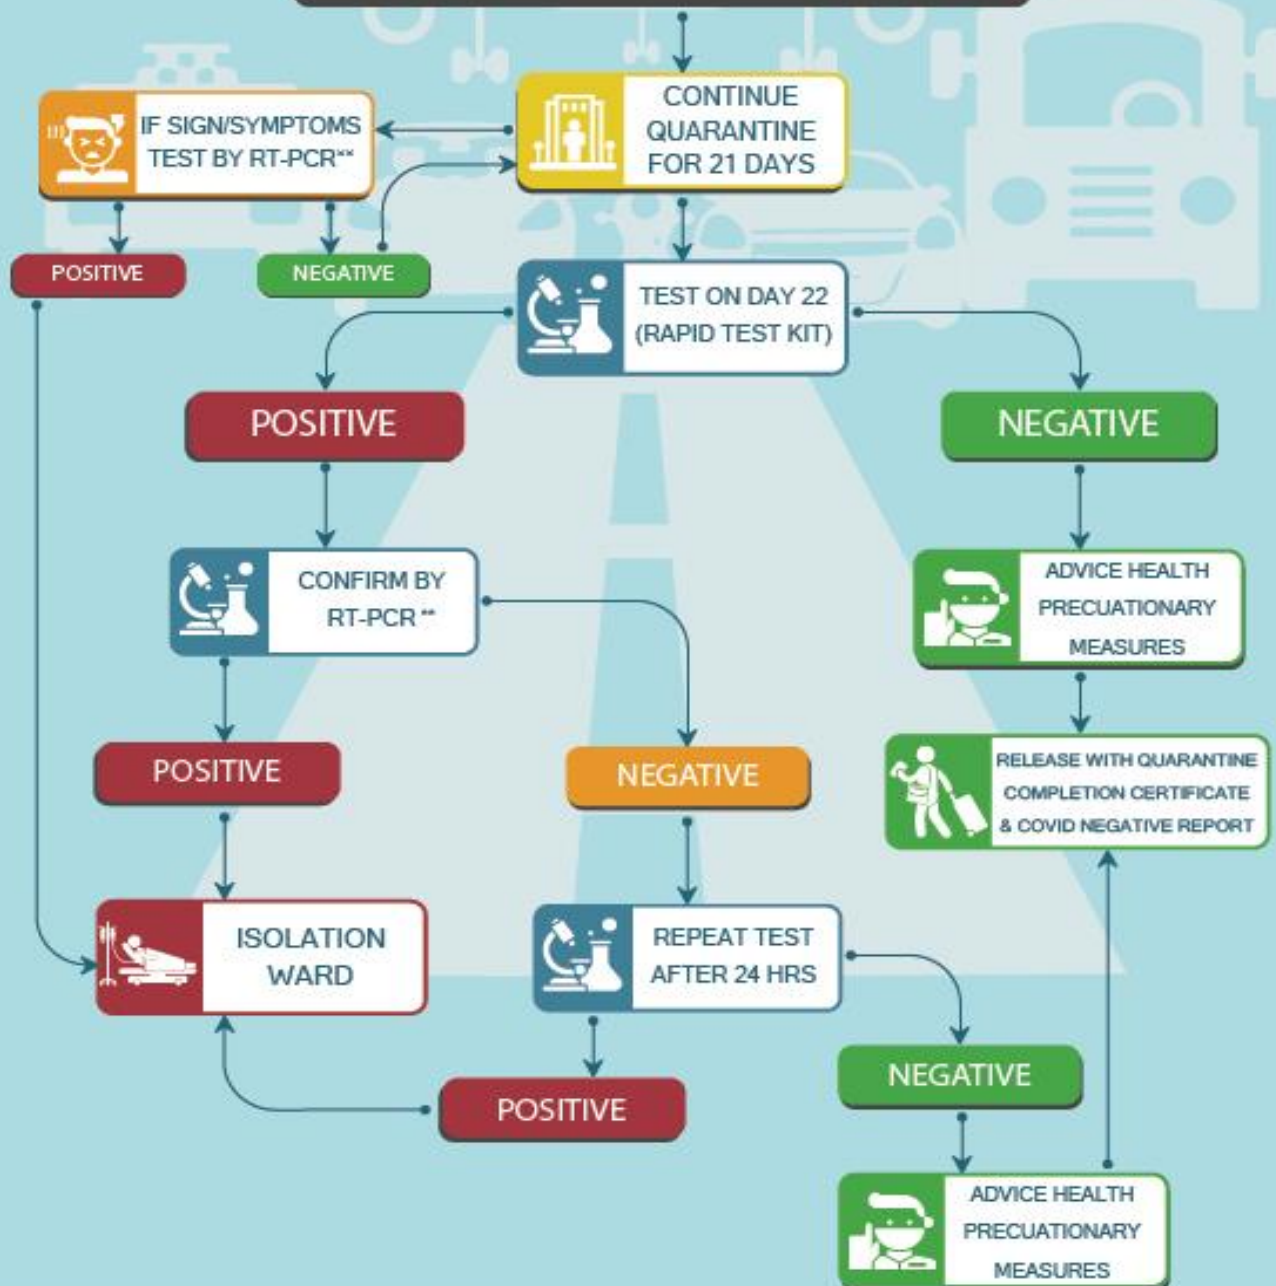 CONTINUE
QUARANTINE
FOR 21 DAYS
IF SIGN/SYMPTOMS
TEST BY RT-PCR**
POSITIVE
NEGATIVE
TEST ON DAY 22
(RAPID TEST KIT)
POSITIVE
NEGATIVE
CONFIRM BY
RT-PCR **
ADVICE HEALTH
PRECUATIONARY
MEASURES
POSITIVE
NEGATIVE
RELEASE WITH QUARANTINE
COMPLETION CERTIFICATE
& COVID NEGATIVE REPORT
ISOLATION
WARD
REPEAT TEST
AFTER 24 HRS
NEGATIVE
POSITIVE
ADVICE HEALTH
PRECUATIONARY
MEASURES